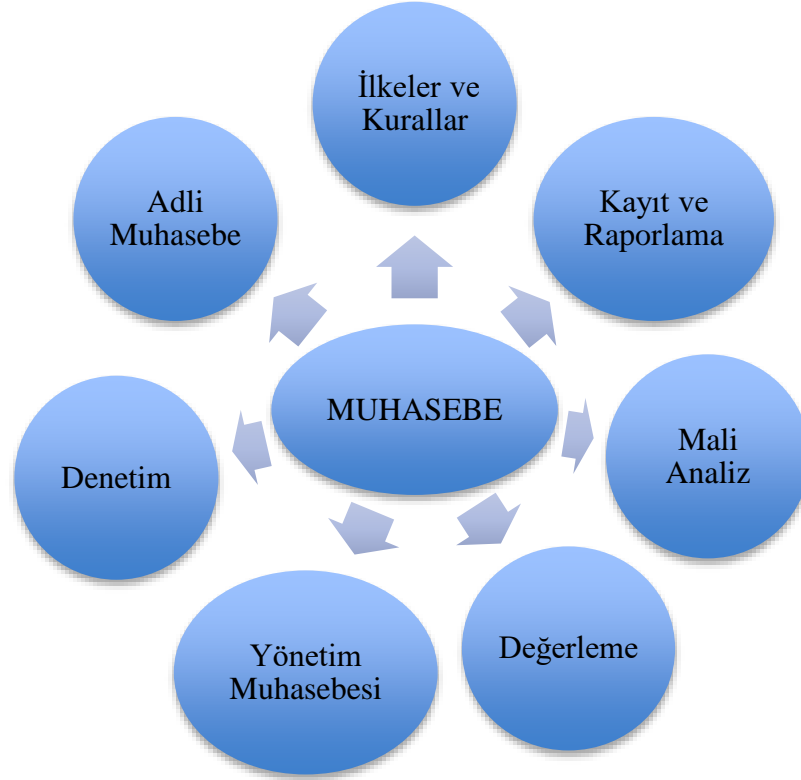 İlkeler ve
Kurallar
Kayıt ve
Raporlama
Mali
Analiz
Değerleme
Yönetim
Muhasebesi
Denetim
Adli
Muhasebe
MUHASEBE